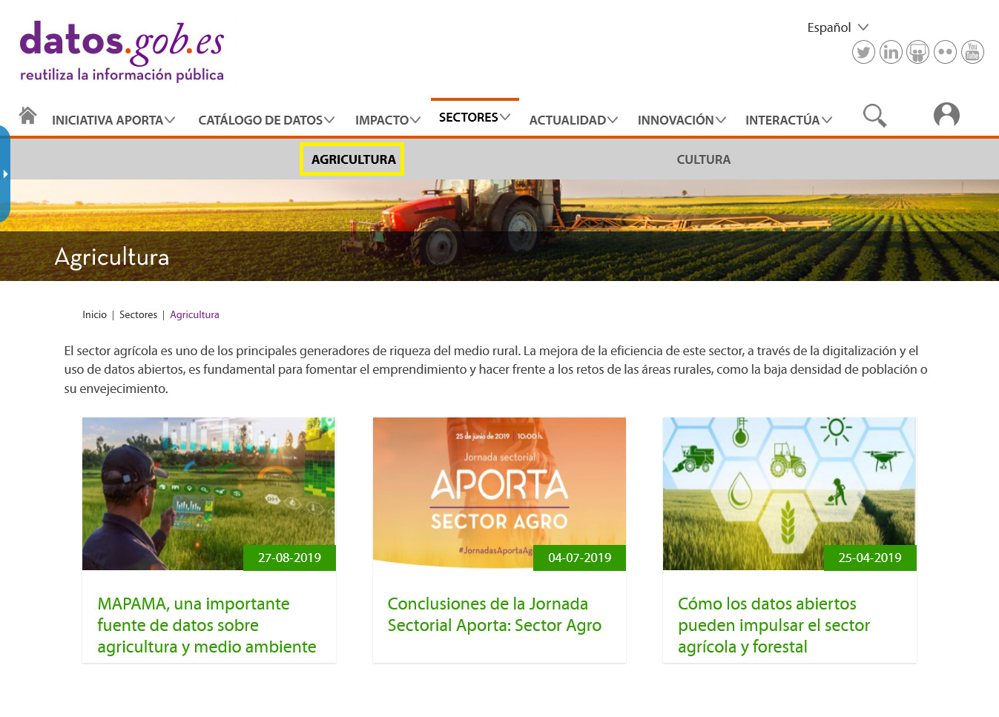 datos.gob.es
reutiliza la información pública
Español
You
Tube
INICIATIVA APORTA
CATÁLOGO DE DATOS
IMPACTO
SECTORES
ACTUALIDAD
INNOVACIÓN
INTERACTÚA
AGRICULTURA
CULTURA
Agricultura
Inicio | Sectores | Agricultura
El sector agrícola es uno de los principales generadores de riqueza del medio rural. La mejora de la eficiencia de este sector, a través de la digitalización y el
uso de datos abiertos, es fundamental para fomentar el emprendimiento y hacer frente a los retos de las áreas rurales, como la baja densidad de población o
su envejecimiento.
27-08-2019
MAPAMA, una importante
fuente de datos sobre
agricultura y medio ambiente
25 de junio de 2019 | 10:00 h.
Jornada sectorial
APORTA
SECTOR AGRO
#JornadasAportaAg
04-07-2019
Conclusiones de la Jornada
Sectorial Aporta: Sector Agro
25-04-2019
Cómo los datos abiertos
pueden impulsar el sector
agrícola y forestal